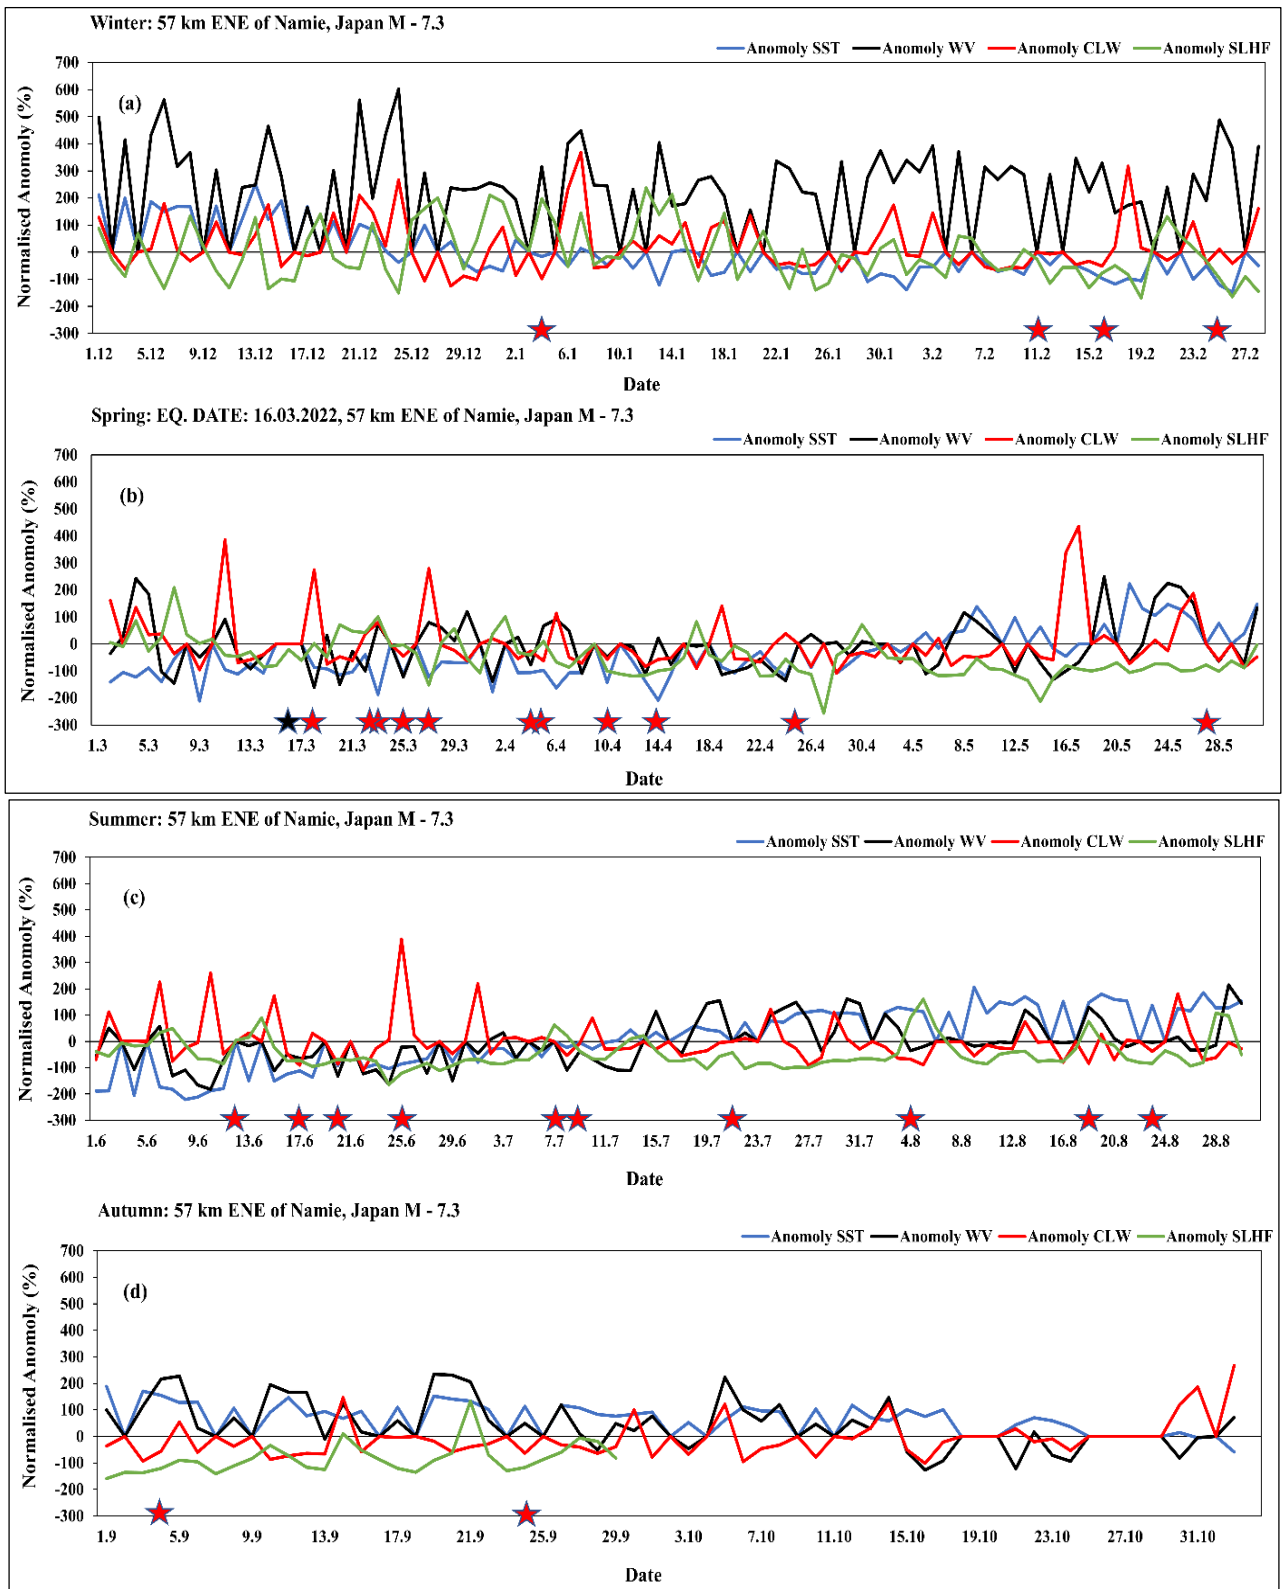 Winter: 57 km ENE of Namie, Japan M - 7.3
Anomoly SST Anomoly WV Anomoly CLW Anomoly SLHF
Normalised Anomoly (%)
700
600
500
400
300
200
100
0
-100
-200
-300
(a)
1.12 5.12 9.12 13.12 17.12 21.12 25.12 29.12 2.1 6.1 10.1 14.1 18.1 22.1 26.1 30.1 3.2 7.2 11.2 15.2 19.2 23.2 27.2
Date
Spring: EQ. DATE: 16.03.2022, 57 km ENE of Namie, Japan M - 7.3
Anomoly SST Anomoly WV Anomoly CLW Anomoly SLHF
Normalised Anomoly (%)
700
600
500
400
300
200
100
0
-100
-200
-300
(b)
1.3 5.3 9.3 13.3 17.3 21.3 25.3 29.3 2.4 6.4 10.4 14.4 18.4 22.4 26.4 30.4 4.5 8.5 12.5 16.5 20.5 24.5 28.5
Date
Summer: 57 km ENE of Namie, Japan M - 7.3
Anomoly SST Anomoly WV Anomoly CLW Anomoly SLHF
Normalised Anomoly (%)
700
600
500
400
300
200
100
0
-100
-200
-300
(c)
1.6 5.6 9.6 13.6 17.6 21.6 25.6 29.6 3.7 7.7 11.7 15.7 19.7 23.7 27.7 31.7 4.8 8.8 12.8 16.8 20.8 24.8 28.8
Date
Autumn: 57 km ENE of Namie, Japan M - 7.3
Anomoly SST Anomoly WV Anomoly CLW Anomoly SLHF
Normalised Anomoly (%)
700
600
500
400
300
200
100
0
-100
-200
-300
(d)
1.9 5.9 9.9 13.9 17.9 21.9 25.9 29.9 3.10 7.10 11.10 15.10 19.10 23.10 27.10 31.10
Date